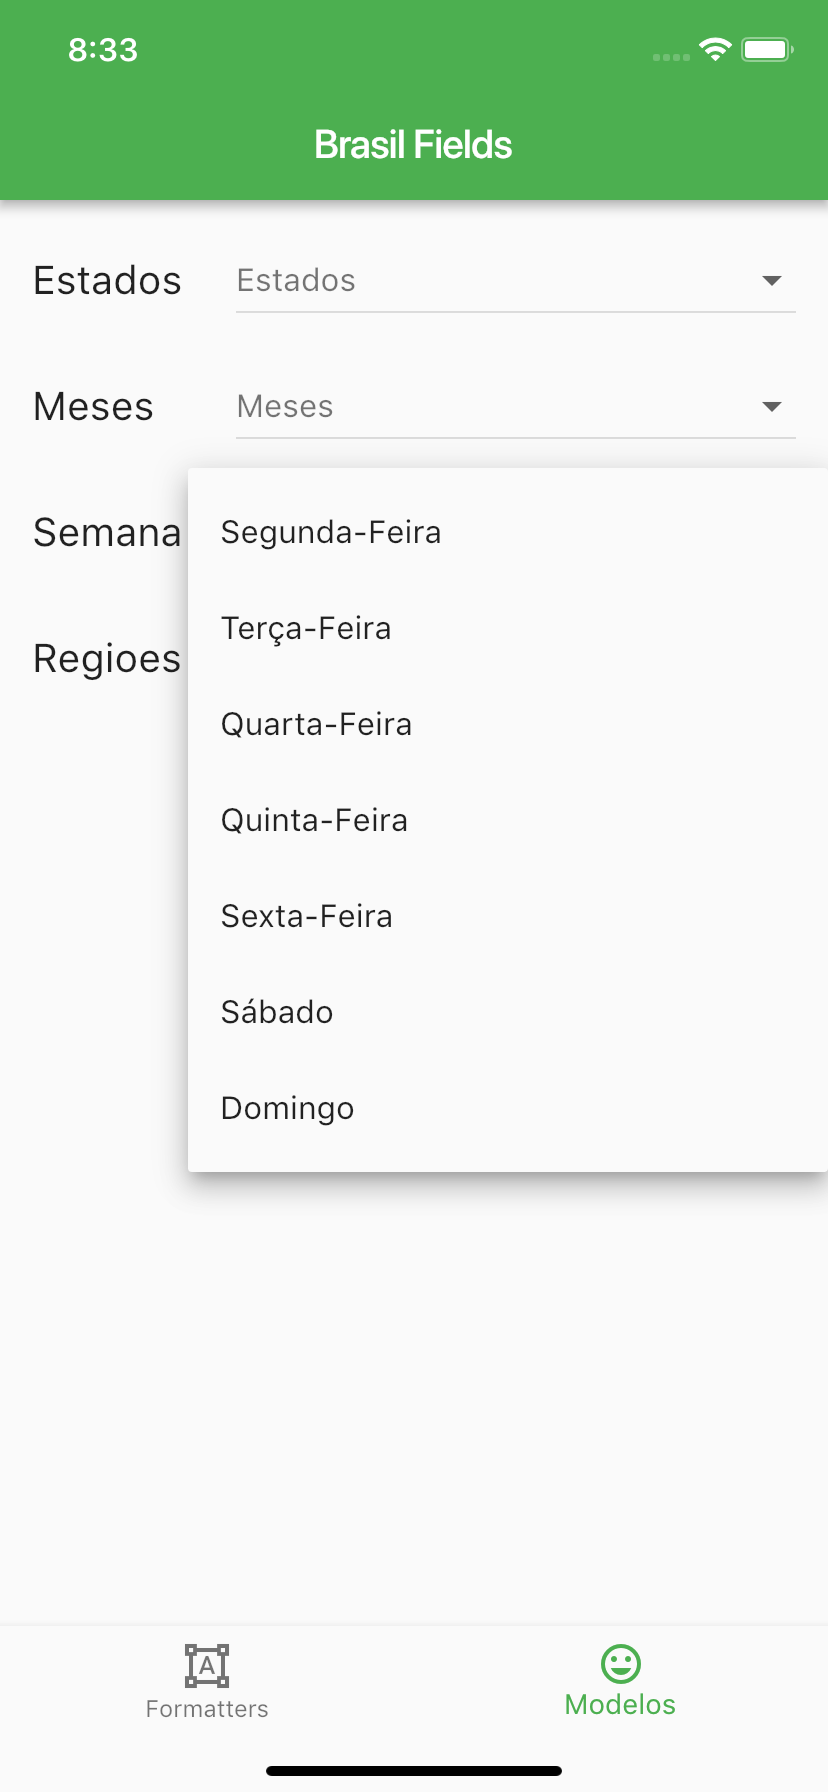 8:33
Brasil Fields
Estados Estados
Meses Meses
Semana
Segunda-Feira
Terça-Feira
Regioes
Quarta-Feira
Quinta-Feira
Sexta-Feira
Sábado
Domingo
A
Formatters
Modelos